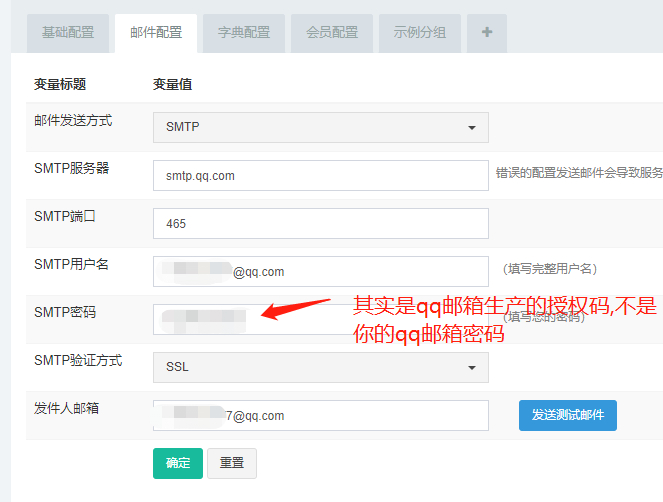 基础配置 邮件配置 字典配置 会员配置 示例分组 +
变量标题 变量值
邮件发送方式 SMTP
SMTP服务器 smtp.qq.com 错误的配置发送邮件会导致服务
SMTP端口 465
SMTP用户名 @qq.com (填写完整用户名)
SMTP密码 (填写您的密码)
其实是qq邮箱生产的授权码,不是
你的qq邮箱密码
SMTP验证方式 SSL
发件人邮箱 7@qq.com 发送测试邮件
确定 重置